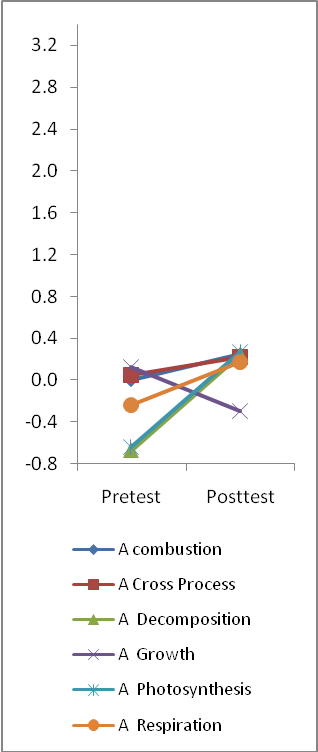 3.2
2.8
2.4
2.0
1.6
1.2
0.8
0.4
0.0
-0.4
-0.8
Pretest Posttest
A combustion
A Cross Process
A Decomposition
A Growth
A Photosynthesis
A Respiration